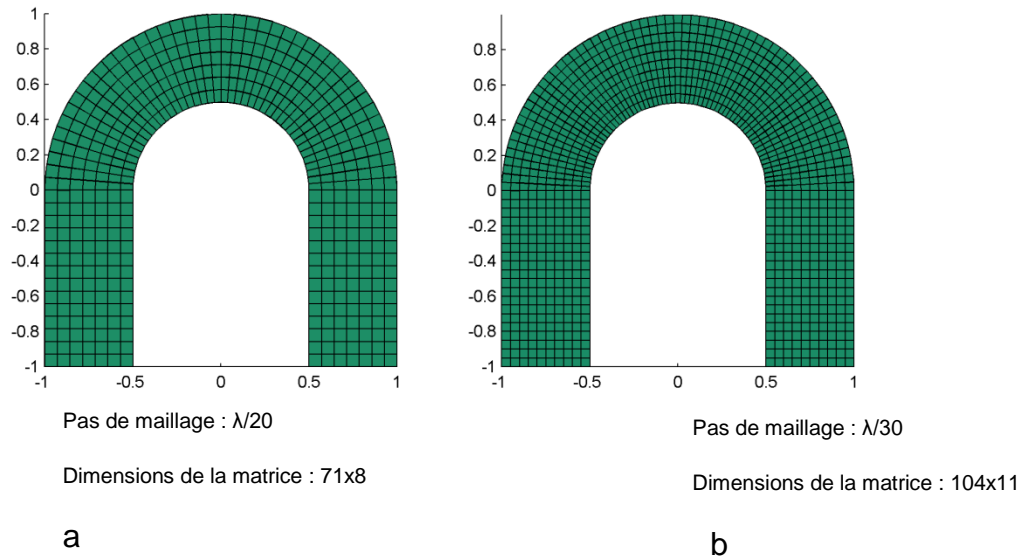 1
0.8
0.6
0.4
0.2
0
-0.2
-0.4
-0.6
-0.8
-1
-1 -0.5 0 0.5 1
0.8
0.6
0.4
0.2
0
-0.2
-0.4
-0.6
-0.8
-1
-1 -0.5 0 0.5 1
Pas de maillage : λ/20
Dimensions de la matrice : 71x8
a
Pas de maillage : λ/30
Dimensions de la matrice : 104x11
b